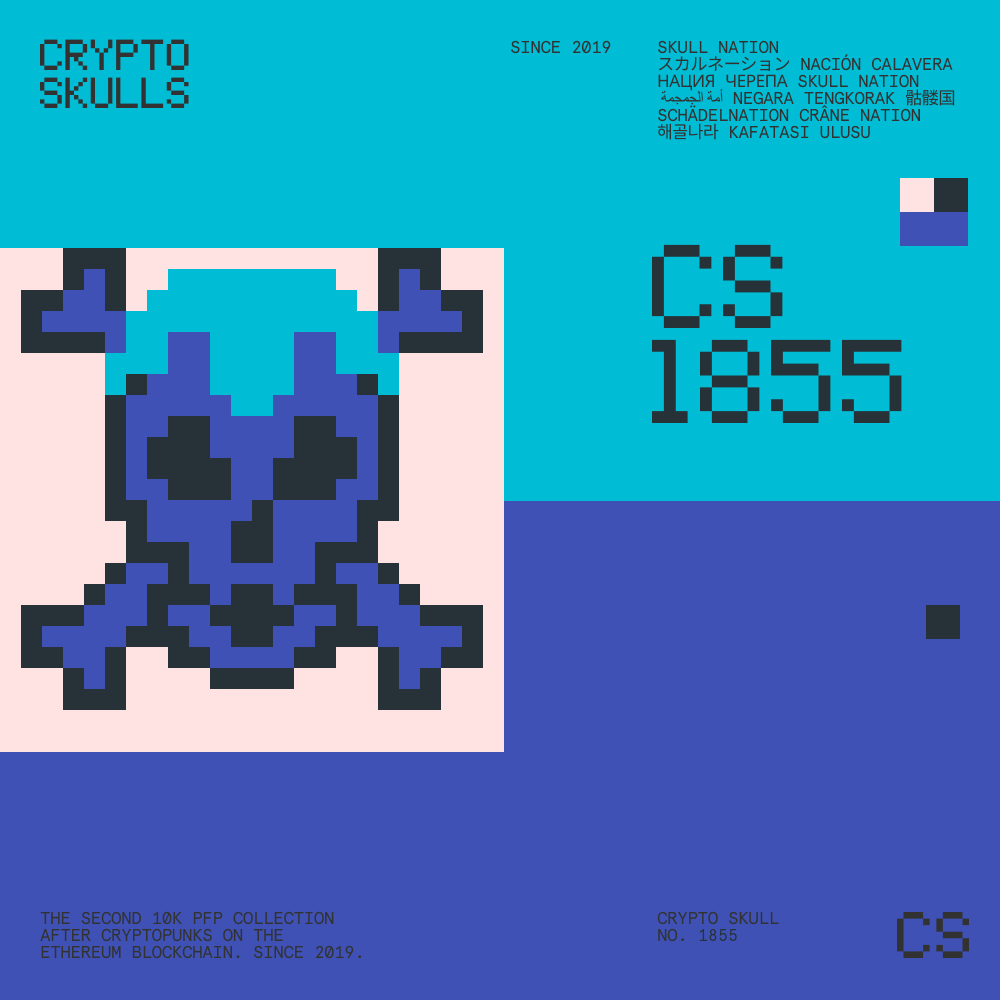 CRYPTO
SKULLS
SINCE 2019
SKULL NATION
スカルネーション NACIÓN CALAVERA
НАЦИЯ ЧЕРЕПА SKULL NATION
أمة الجمجمة NEGARA TENGKORAK 骷髅国
SCHÄDELNATION CRÂNE NATION
해골나라 KAFATASI ULUSU
CS
1855
THE SECOND 10K PFP COLLECTION
AFTER CRYPTOPUNKS ON THE
ETHEREUM BLOCKCHAIN. SINCE 2019.
CRYPTO SKULL
NO. 1855
CS